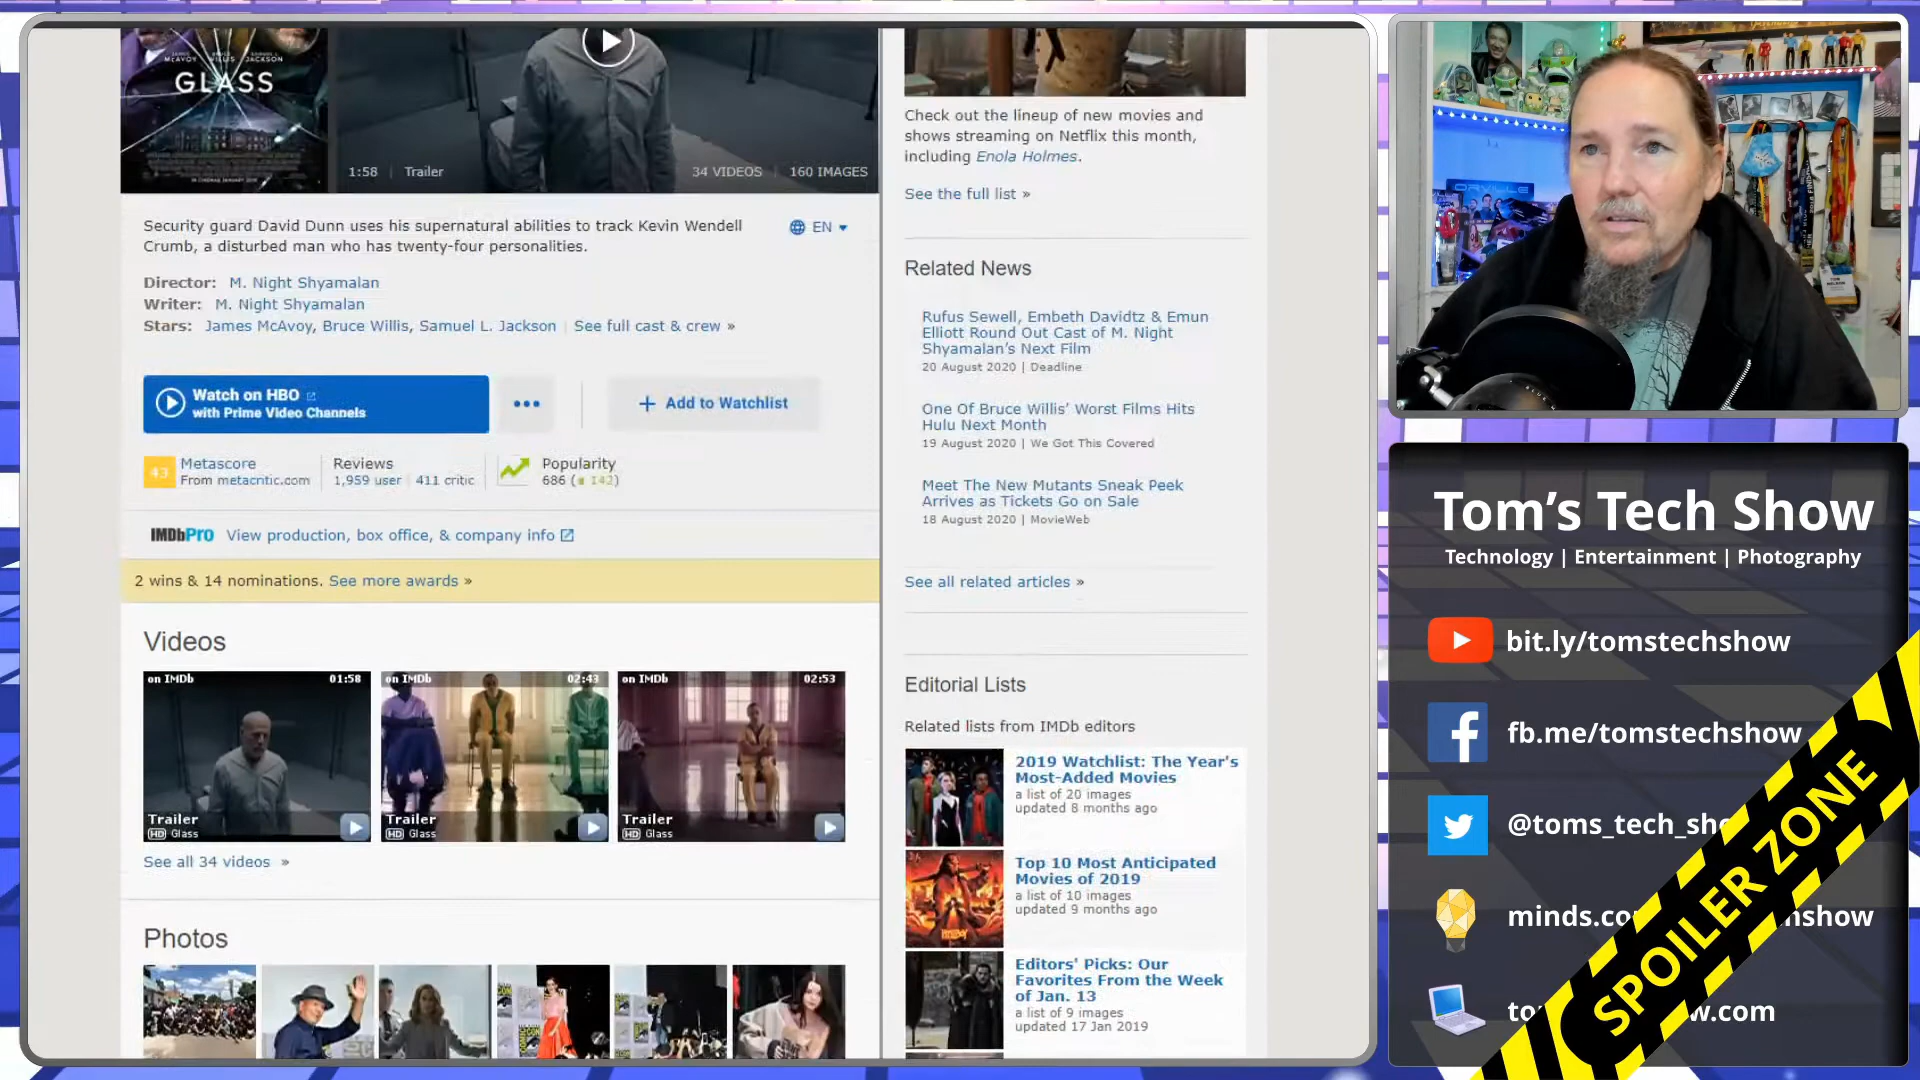 McAVOY WILLIS JACKSON
GLASS
1:58 Trailer 34 VIDEOS 160 IMAGES
Security guard David Dunn uses his supernatural abilities to track Kevin Wendell
Crumb, a disturbed man who has twenty-four personalities.
EN
Director: M. Night Shyamalan
Writer: M. Night Shyamalan
Stars: James McAvoy, Bruce Willis, Samuel L. Jackson | See full cast & crew »
Watch on HBO
with Prime Video Channels
+ Add to Watchlist
43 Metascore
From metacritic.com
Reviews
1,959 user 411 critic
Popularity
686 (142)
IMDbPro View production, box office, & company info
2 wins & 14 nominations. See more awards »
Videos
on IMDb 01:58
Trailer
HD Glass
on IMDb 02:43
Trailer
HD Glass
on IMDb 02:53
Trailer
HD Glass
See all 34 videos »
Photos
Check out the lineup of new movies and
shows streaming on Netflix this month,
including Enola Holmes.
See the full list »
Related News
Rufus Sewell, Embeth Davidtz & Emun
Elliott Round Out Cast of M. Night
Shyamalan's Next Film
20 August 2020 | Deadline
One Of Bruce Willis' Worst Films Hits
Hulu Next Month
19 August 2020 | We Got This Covered
Meet The New Mutants Sneak Peek
Arrives as Tickets Go on Sale
18 August 2020 | MovieWeb
See all related articles »
Editorial Lists
Related lists from IMDb editors
2019 Watchlist: The Year's
Most-Added Movies
a list of 20 images
updated 8 months ago
Top 10 Most Anticipated
Movies of 2019
a list of 10 images
updated 9 months ago
Editors' Picks: Our
Favorites From the Week
of Jan. 13
a list of 9 images
updated 17 Jan 2019
ORVILLE
Tom's Tech Show
Technology | Entertainment | Photography
bit.ly/tomstechshow
fb.me/tomstechshow
@toms_tech_sho
minds.co hshow
to w.com
SPOILER ZONE